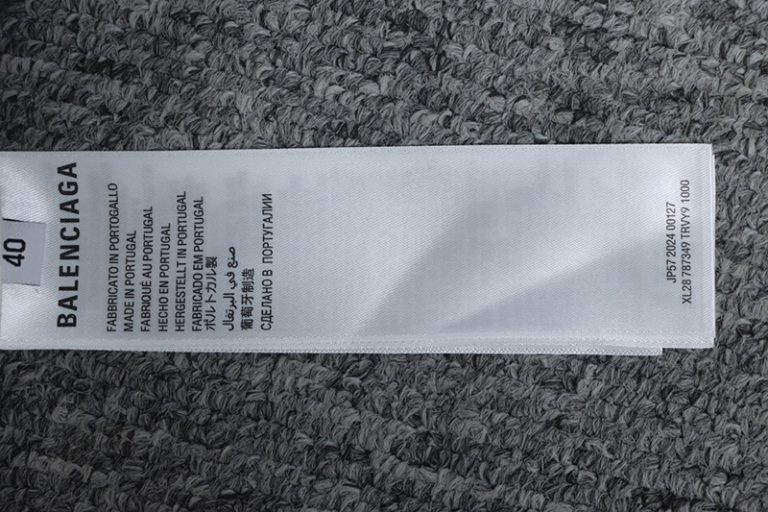 40
BALENCIAGA
FABBRICATO IN PORTOGALLO
MADE IN PORTUGAL
FABRIQUÉ AU PORTUGAL
HECHO EN PORTUGAL
HERGESTELLT IN PORTUGAL
FABRICADO EM PORTUGAL
ポルトカル製
صنع في البرتغال
葡萄牙制造
СДЕЛАНО В ПОРТУГАЛИИ
JP57 2024 00127
XL28 787349 TRVY9 1000